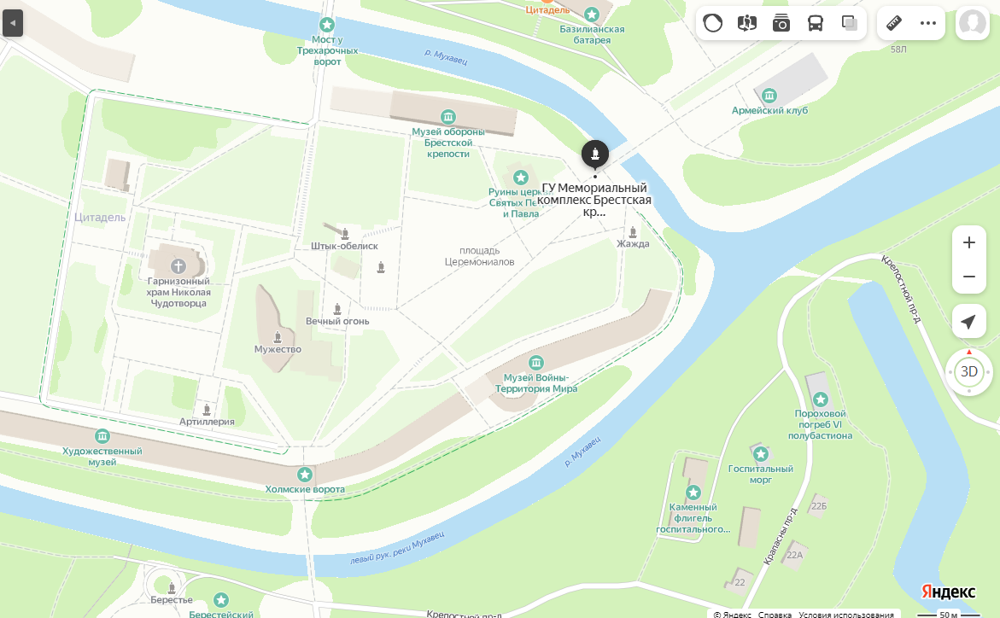 Цитадель
Базилианская
батарея
Мост у
Трехарочных
ворот
р. Мухавец
58Л
Армейский клуб
Музей обороны
Брестской
крепости
Руины церк
Святых Пе
и Павла
ГУ Мемориальный
комплекс Брестская
кр...
Цитадель
Штык-обелиск
площадь
Церемониалов
Жажда
Гарнизонный
храм Николая
Чудотворца
Вечный огонь
Мужество
Крепостной пр-д
3D
Музей Войны-
Территория Мира
Артиллерия
Пороховой
погреб VI
полубастиона
Художественный
музей
р. Мухавец
Госпитальный
морг
Холмские ворота
Каменный
флигель
госпитального...
22Б
Крапасны пр-д
левый рук. реки Мухавец
22А
22
Берестье
Берестейский
Крепостной пр-д
Яндекс
© Яндекс Справка Условия использования
50 м